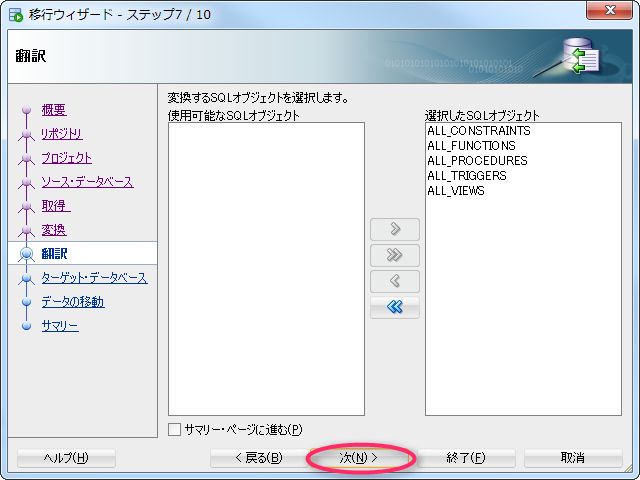 移行ウィザード - ステップ7 / 10
翻訳
概要
リポジトリ
プロジェクト
ソース・データベース
取得
変換
翻訳
ターゲット・データベース
データの移動
サマリー
変換するSQLオブジェクトを選択します。
使用可能なSQLオブジェクト
選択したSQLオブジェクト
ALL_CONSTRAINTS
ALL_FUNCTIONS
ALL_PROCEDURES
ALL_TRIGGERS
ALL_VIEWS
サマリー・ページに進む(P)
ヘルプ(H)
< 戻る(B)
次(N) >
終了(F)
取消